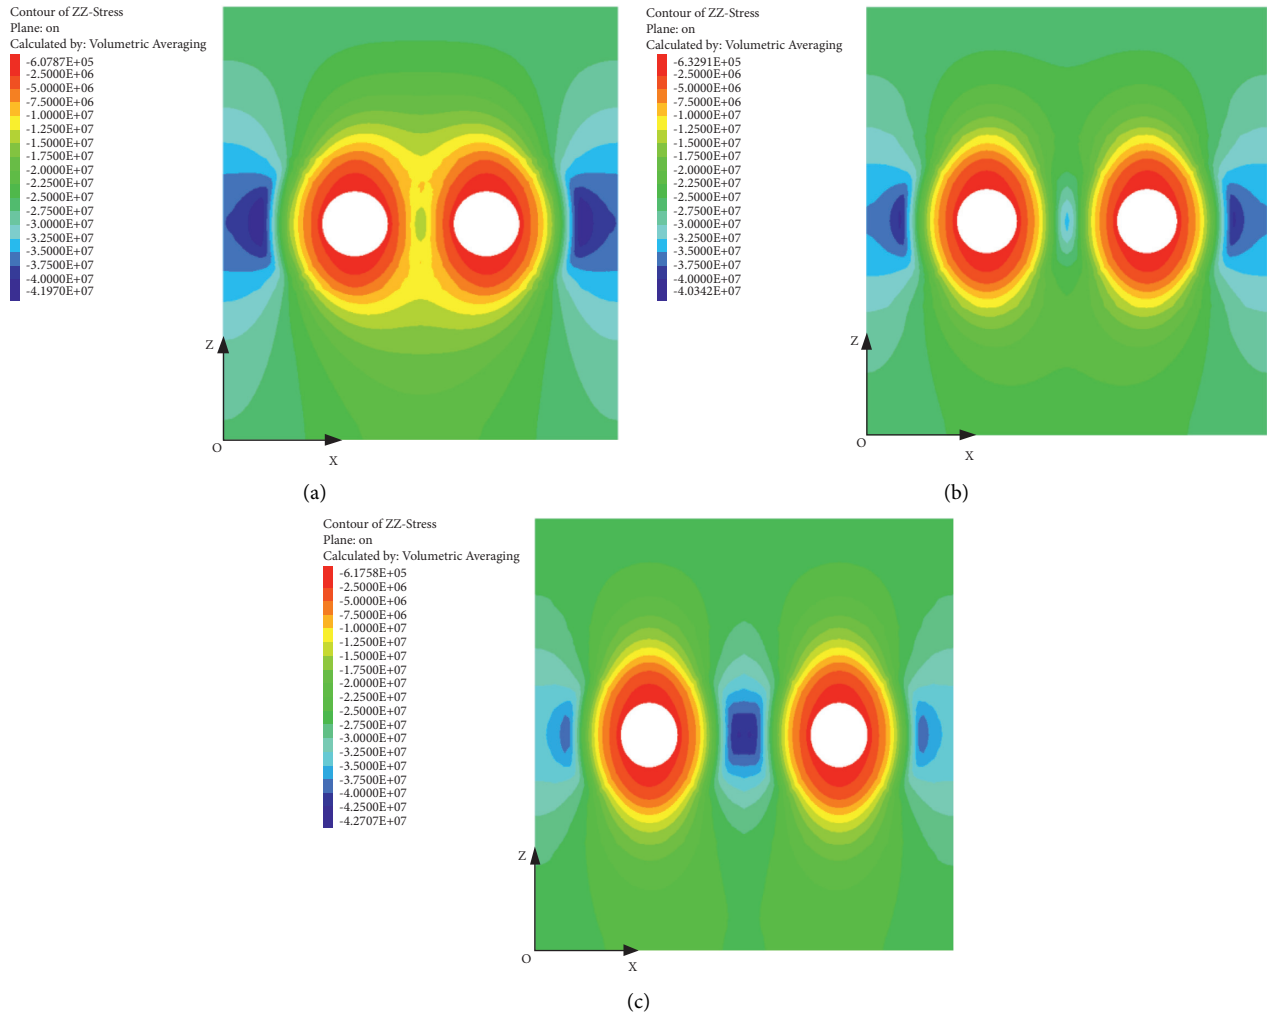 Contour of ZZ-Stress
Plane: on
Calculated by: Volumetric Averaging
-6.0787E+05
-2.5000E+06
-5.0000E+06
-7.5000E+06
-1.0000E+07
-1.2500E+07
-1.5000E+07
-1.7500E+07
-2.0000E+07
-2.2500E+07
-2.5000E+07
-2.7500E+07
-3.0000E+07
-3.2500E+07
-3.5000E+07
-3.7500E+07
-4.0000E+07
-4.1970E+07
Z
O
X
(a)
Contour of ZZ-Stress
Plane: on
Calculated by: Volumetric Averaging
-6.3291E+05
-2.5000E+06
-5.0000E+06
-7.5000E+06
-1.0000E+07
-1.2500E+07
-1.5000E+07
-1.7500E+07
-2.0000E+07
-2.2500E+07
-2.5000E+07
-2.7500E+07
-3.0000E+07
-3.2500E+07
-3.5000E+07
-3.7500E+07
-4.0000E+07
-4.0342E+07
Z
O
X
(b)
Contour of ZZ-Stress
Plane: on
Calculated by: Volumetric Averaging
-6.1758E+05
-2.5000E+06
-5.0000E+06
-7.5000E+06
-1.0000E+07
-1.2500E+07
-1.5000E+07
-1.7500E+07
-2.0000E+07
-2.2500E+07
-2.5000E+07
-2.7500E+07
-3.0000E+07
-3.2500E+07
-3.5000E+07
-3.7500E+07
-4.0000E+07
-4.2500E+07
-4.2707E+07
Z
O
X
(c)